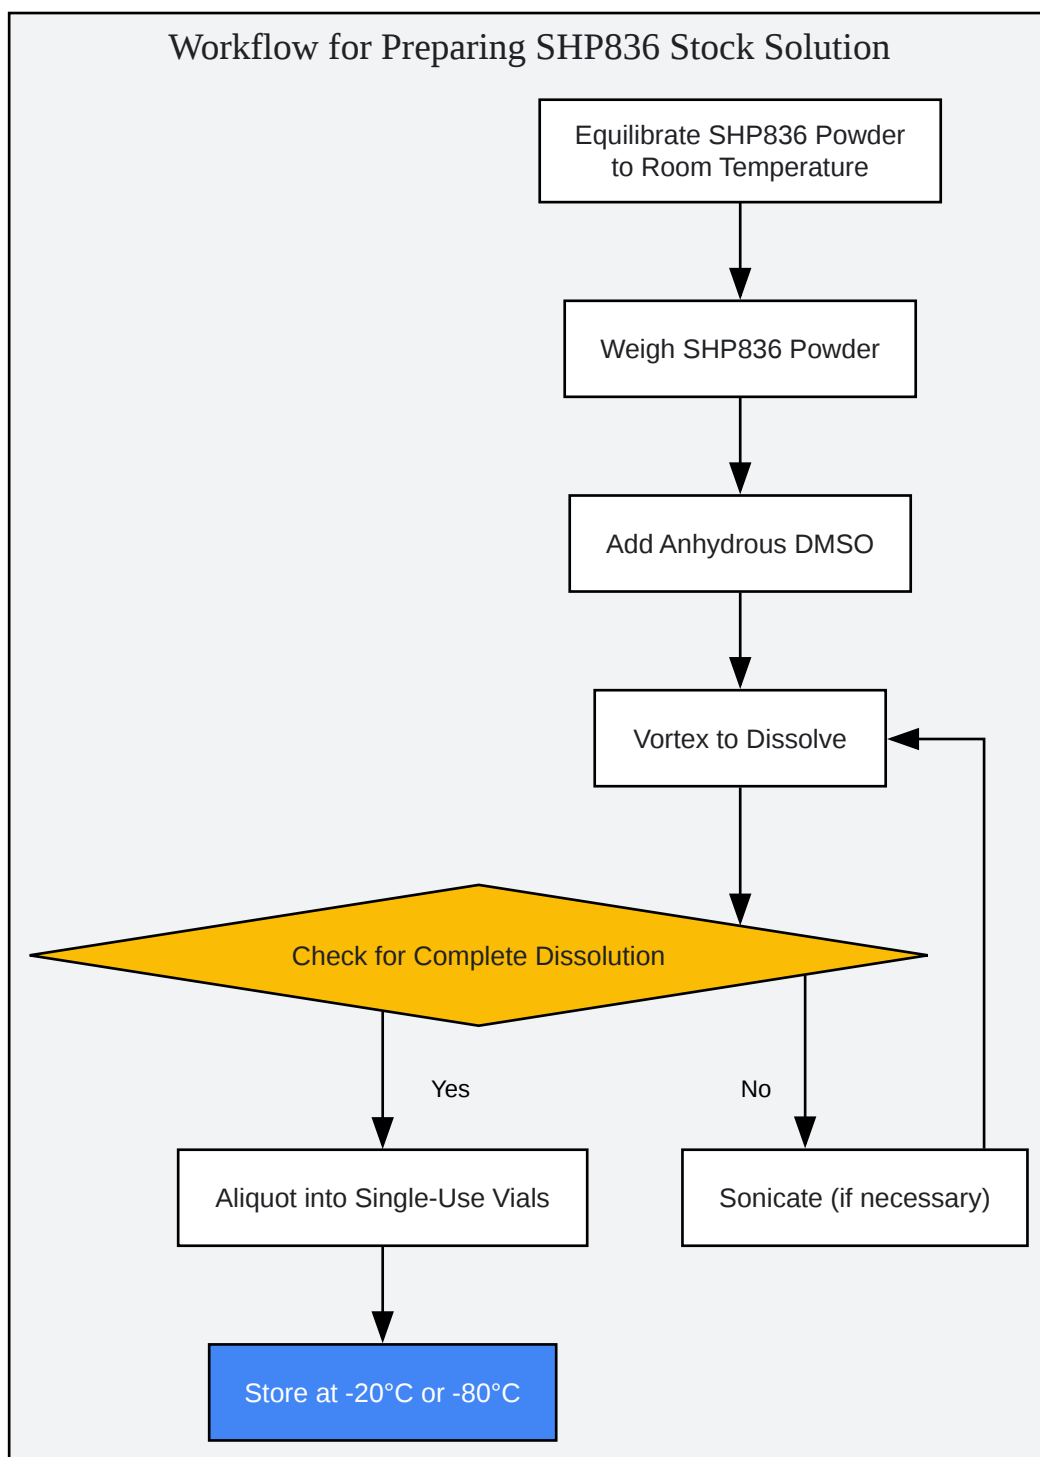 Workflow for Preparing SHP836 Stock Solution
Equilibrate SHP836 Powder
to Room Temperature
Weigh SHP836 Powder
Add Anhydrous DMSO
Vortex to Dissolve
Check for Complete Dissolution
Yes
No
Aliquot into Single-Use Vials
Sonicate (if necessary)
Store at -20°C or -80°C